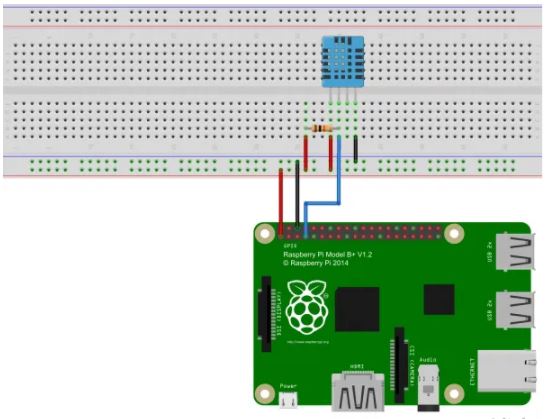 GPIO
Raspberry Pi Model B+ V1.2
© Raspberry Pi 2014
DSI (DISPLAY)
http://www.raspberrypi.org
HDMI
CSI (CAMERA)
Audio
Power
USB 2x
USB 2x
ETHERNET